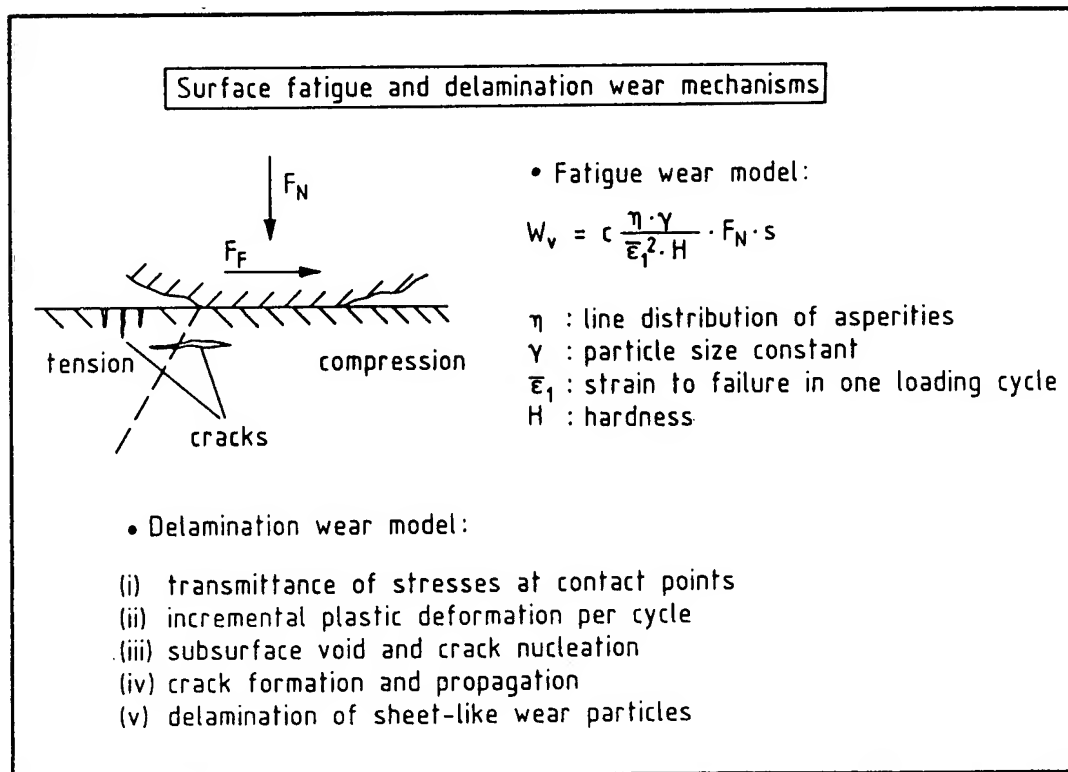 Surface fatigue and delamination wear mechanisms
F_N
F_F
tension
compression
cracks
• Fatigue wear model:
W_v = c η·γ / ε̄₁²·H · F_N · s
η : line distribution of asperities
γ : particle size constant
ε̄₁ : strain to failure in one loading cycle
H : hardness
• Delamination wear model:
(i) transmittance of stresses at contact points
(ii) incremental plastic deformation per cycle
(iii) subsurface void and crack nucleation
(iv) crack formation and propagation
(v) delamination of sheet-like wear particles